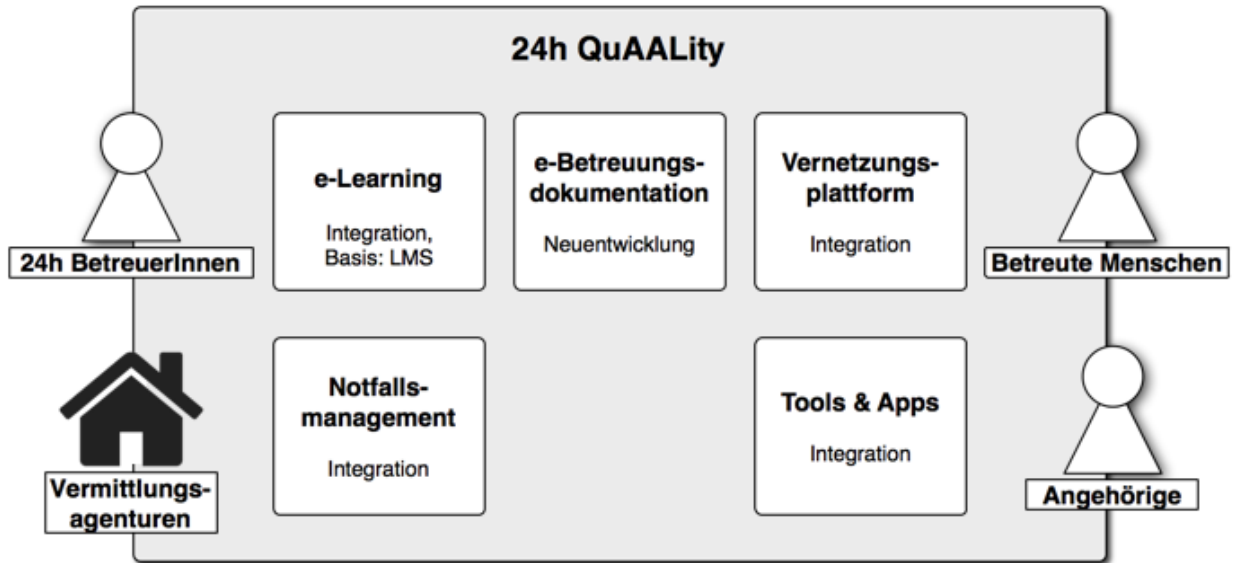 24h QuAALity
24h BetreuerInnen
e-Learning
Integration,
Basis: LMS
e-Betreuungs-
dokumentation
Neuentwicklung
Vernetzungs-
plattform
Integration
Betreute Menschen
Vermittlungs-
agenturen
Notfalls-
management
Integration
Tools & Apps
Integration
Angehörige